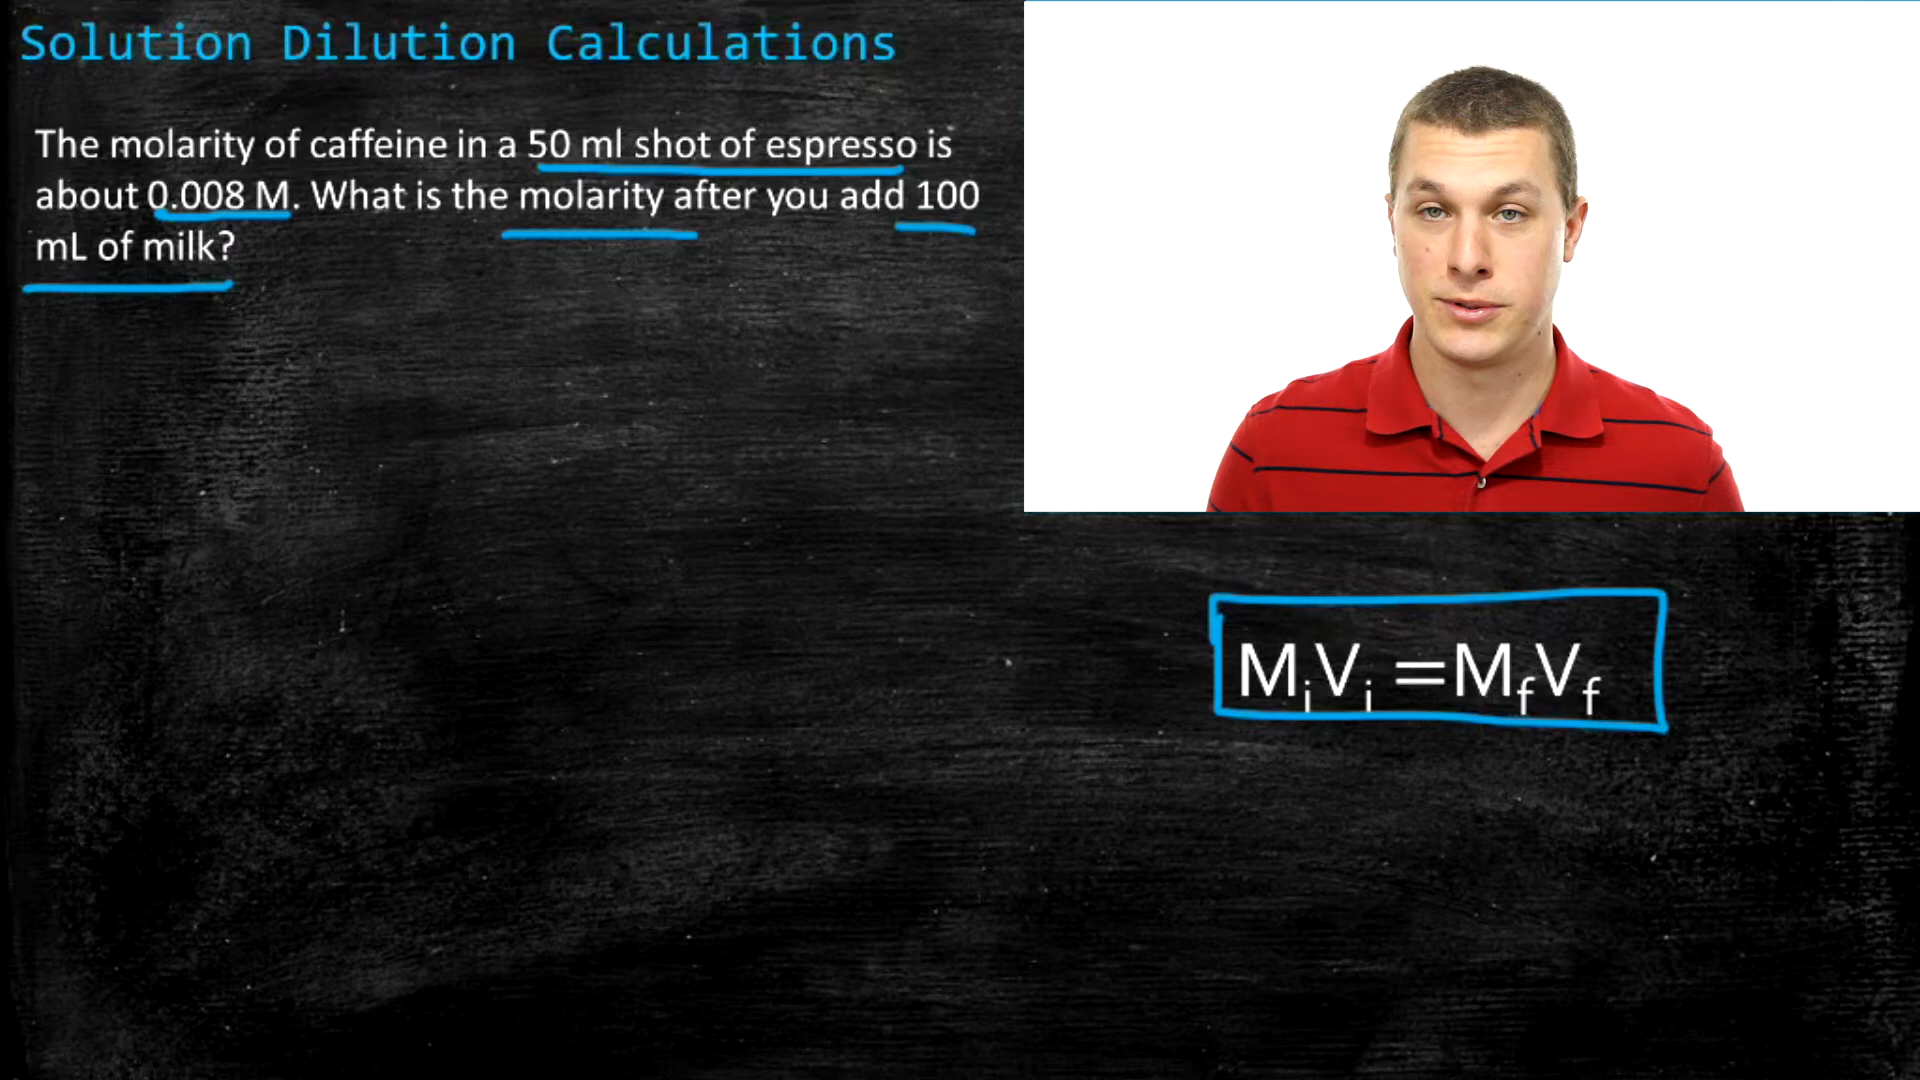 Solution Dilution Calculations
The molarity of caffeine in a 50 ml shot of espresso is
about 0.008 M. What is the molarity after you add 100
mL of milk?
MᵢVᵢ =M_fV_f